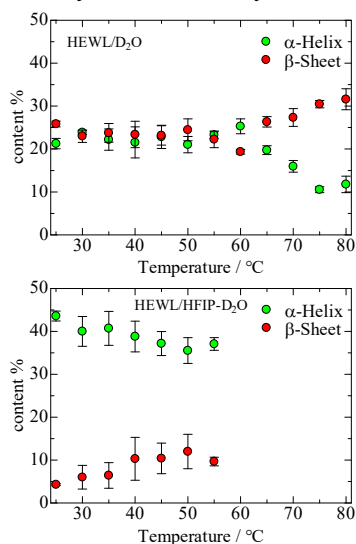 HEWL/D₂O
α-Helix
β-Sheet
50
40
30
20
10
0
content %
30 40 50 60 70 80
Temperature / °C
HEWL/HFIP-D₂O
α-Helix
β-Sheet
50
40
30
20
10
0
content %
30 40 50 60 70 80
Temperature / °C